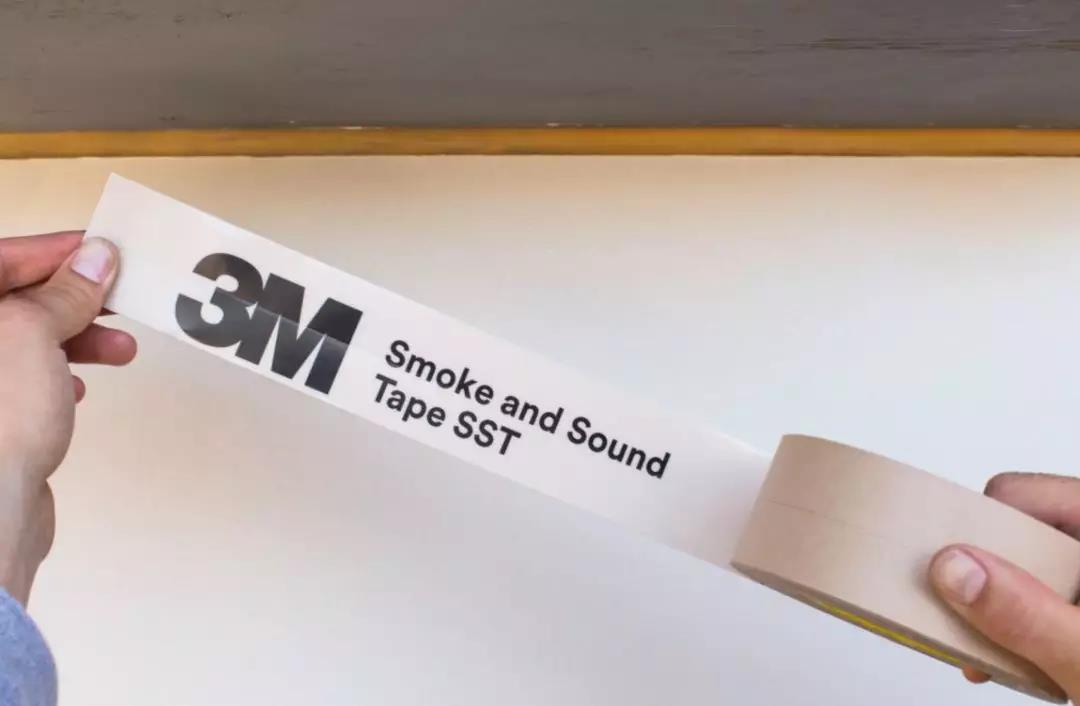 3M
Smoke and Sound
Tape SST